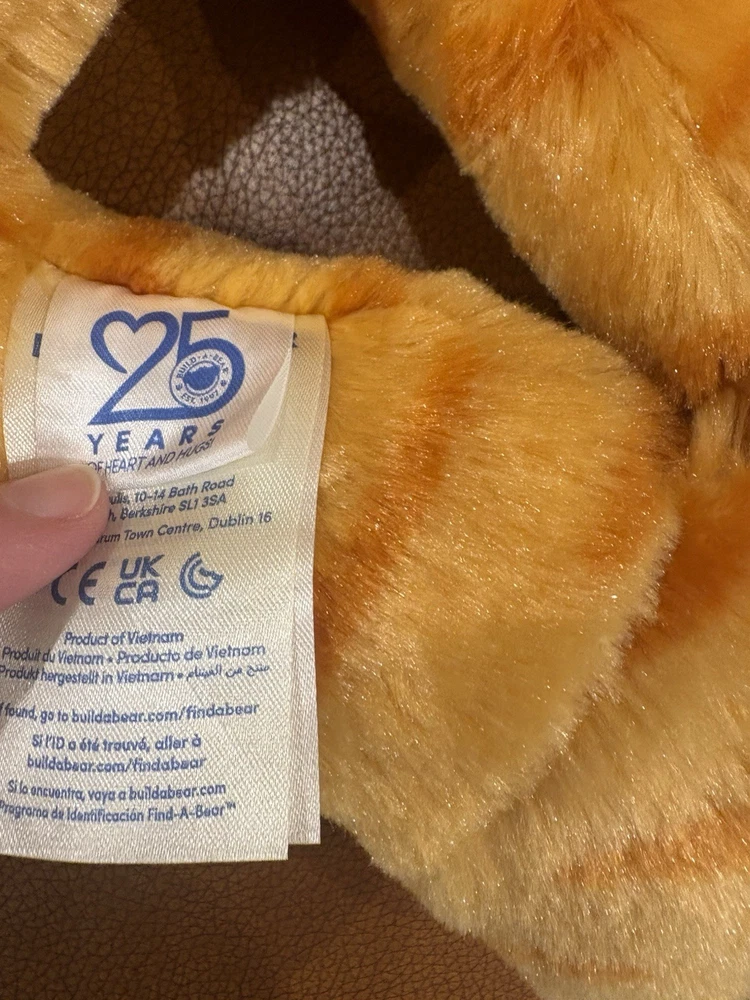 25
BUILD-A-BEAR
EST. 1997
YEARS
OF HEART AND HUGS
10-14 Bath Road
Berkshire SL1 3SA
Town Centre, Dublin 16
CE UK CA
Product of Vietnam
Produit du Vietnam • Producto de Vietnam
Produkt hergestellt in Vietnam • منتج من الفيتنام
found, go to buildabear.com/findabear
Si l'ID a été trouvé, aller à
buildabear.com/findabear
Si lo encuentra, vaya a buildabear.com
Programa de Identificación Find-A-Bear™